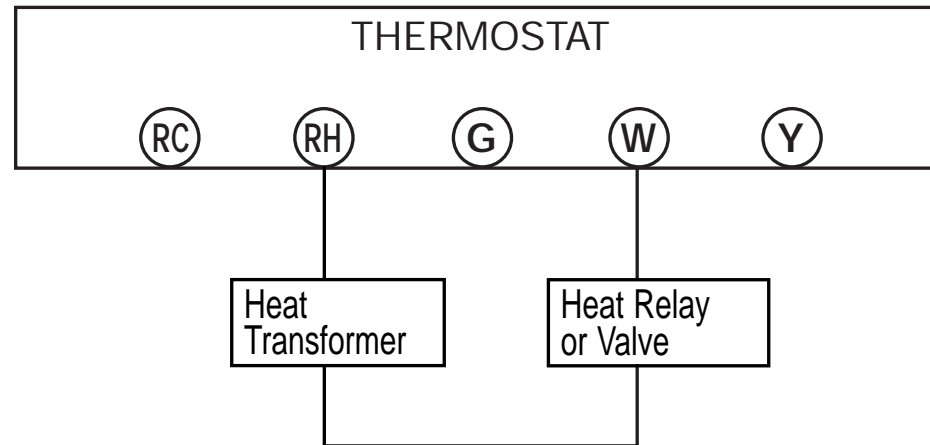 THERMOSTAT
RC RH G W Y
Heat
Transformer
Heat Relay
or Valve